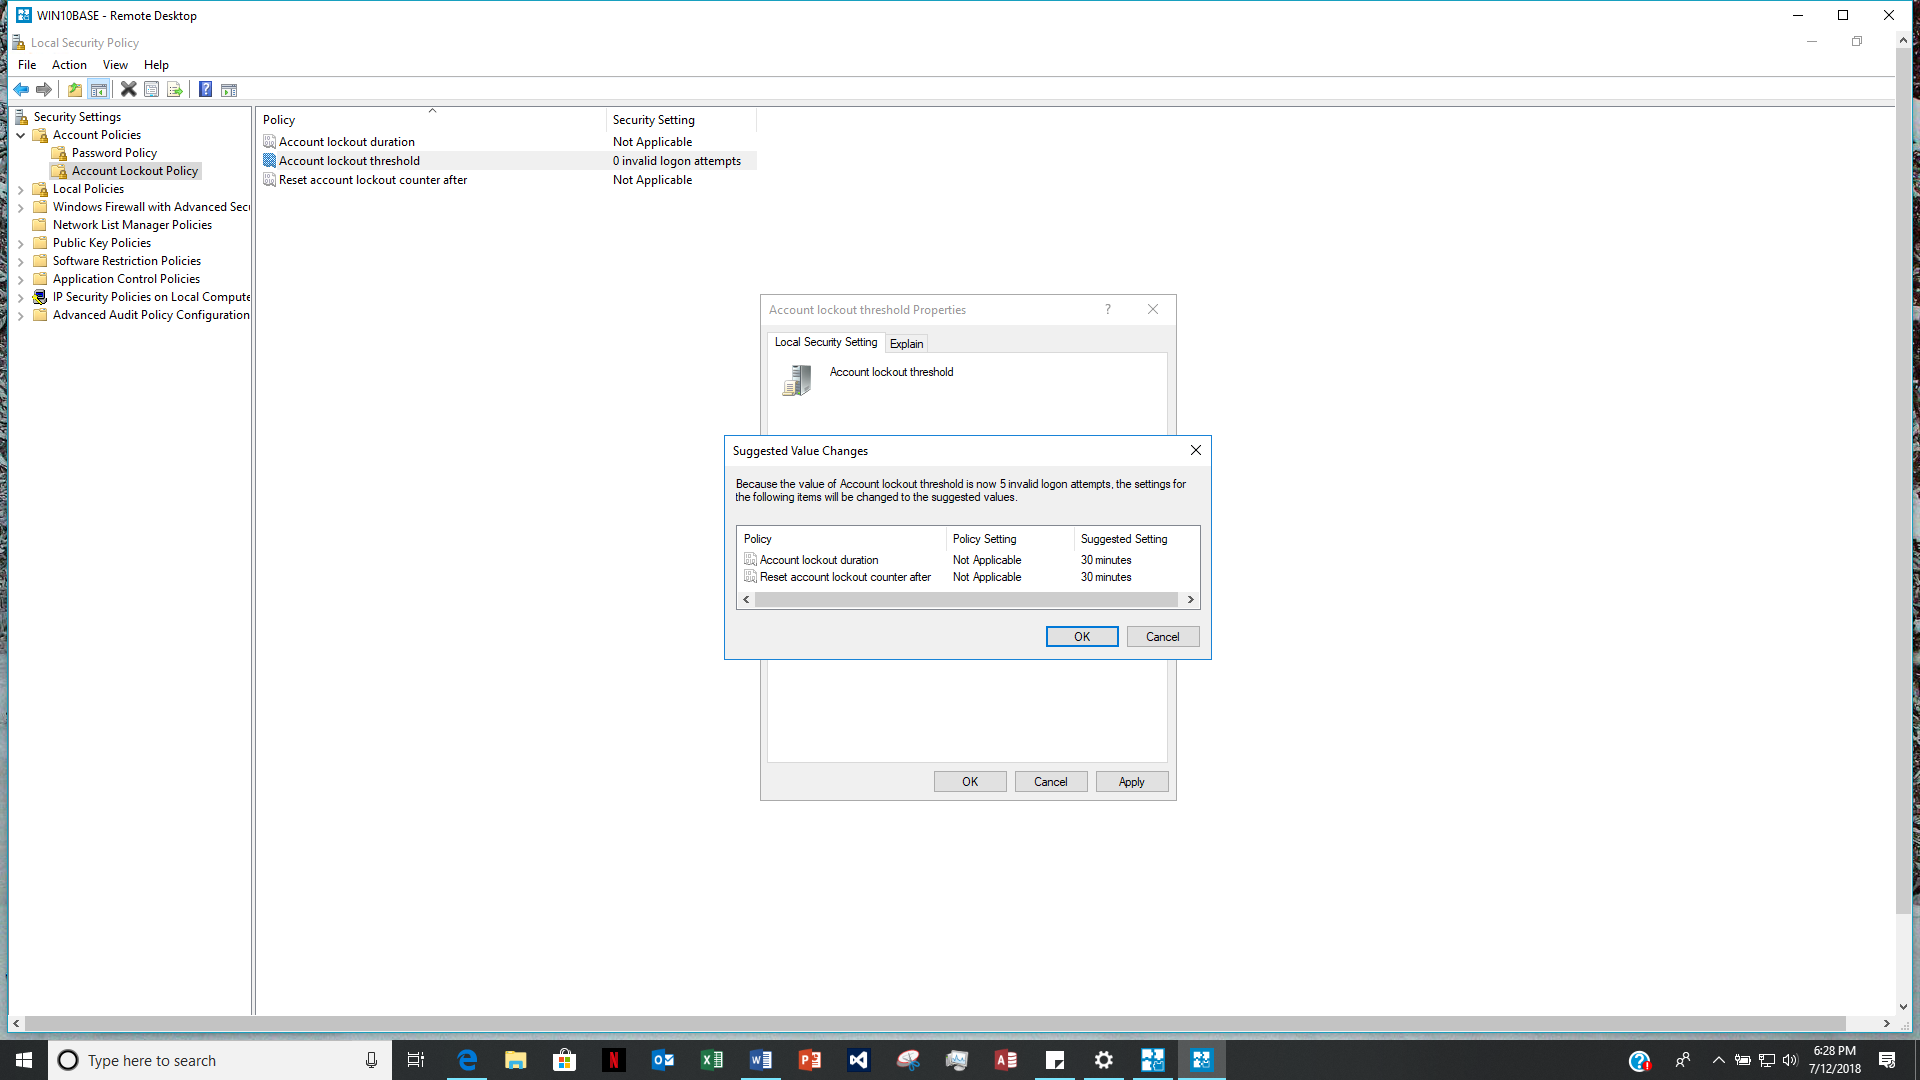 WIN10BASE - Remote Desktop
Local Security Policy
File Action View Help
Security Settings
Account Policies
Password Policy
Account Lockout Policy
Local Policies
Windows Firewall with Advanced Secu
Network List Manager Policies
Public Key Policies
Software Restriction Policies
Application Control Policies
IP Security Policies on Local Compute
Advanced Audit Policy Configuration
Policy Security Setting
Account lockout duration Not Applicable
Account lockout threshold 0 invalid logon attempts
Reset account lockout counter after Not Applicable
Account lockout threshold Properties ?
Local Security Setting Explain
Account lockout threshold
Suggested Value Changes
Because the value of Account lockout threshold is now 5 invalid logon attempts, the settings for
the following items will be changed to the suggested values.
Policy Policy Setting Suggested Setting
Account lockout duration Not Applicable 30 minutes
Reset account lockout counter after Not Applicable 30 minutes
OK Cancel
OK Cancel Apply
Type here to search
6:28 PM
7/12/2018